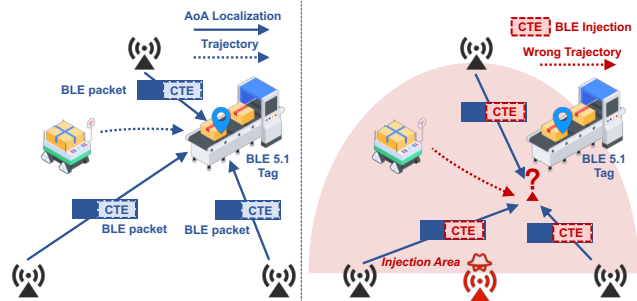 AoA Localization
Trajectory
BLE packet
CTE
BLE 5.1
Tag
CTE
BLE packet
BLE packet
CTE
CTE
BLE Injection
Wrong Trajectory
CTE
BLE 5.1
Tag
?
CTE
CTE
Injection Area